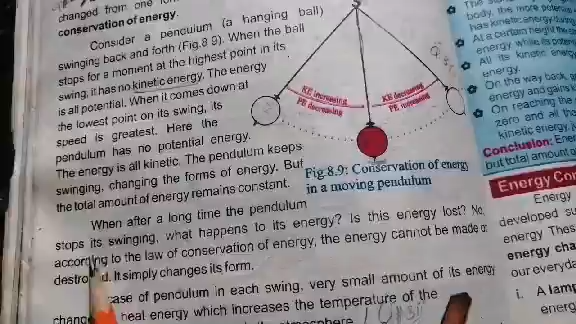 changed from one
conservation of energy.
Consider a pendulum (a hanging ball)
swinging back and forth (Fig.8 9). When the ball
stops for a moment at the highest point in its
swing, it has no kinetic energy. The energy
is all potential. When it comes down at
the lowest point on its swing, its
speed is greatest. Here the
pendulum has no potential energy.
The energy is all kinetic. The pendulum keeps
swinging, changing the forms of energy. But
the total amount of energy remains constant.
When after a long time the pendulum
stops its swinging, what happens to its energy? Is this energy lost? No,
according to the law of conservation of energy, the energy cannot be made or
It simply changes its form.
case of pendulum in each swing, very small amount of its energy
heat energy which increases the temperature of the
atmosphere
KE increasing
PE decreasing
KE decreasing
PE increasing
Fig 8.9: Conservation of energy
in a moving pendulum
body, the more potential
has kinetic energy during
At a certain height the
energy, while its potential
All its kinetic energy
energy.
On the way back,
energy and gains
On reaching the
zero and all
kinetic energy.
Conclusion:
but total amount
Energy
Energy
developed
energy
energy
our everyday
i. A lamp
energ